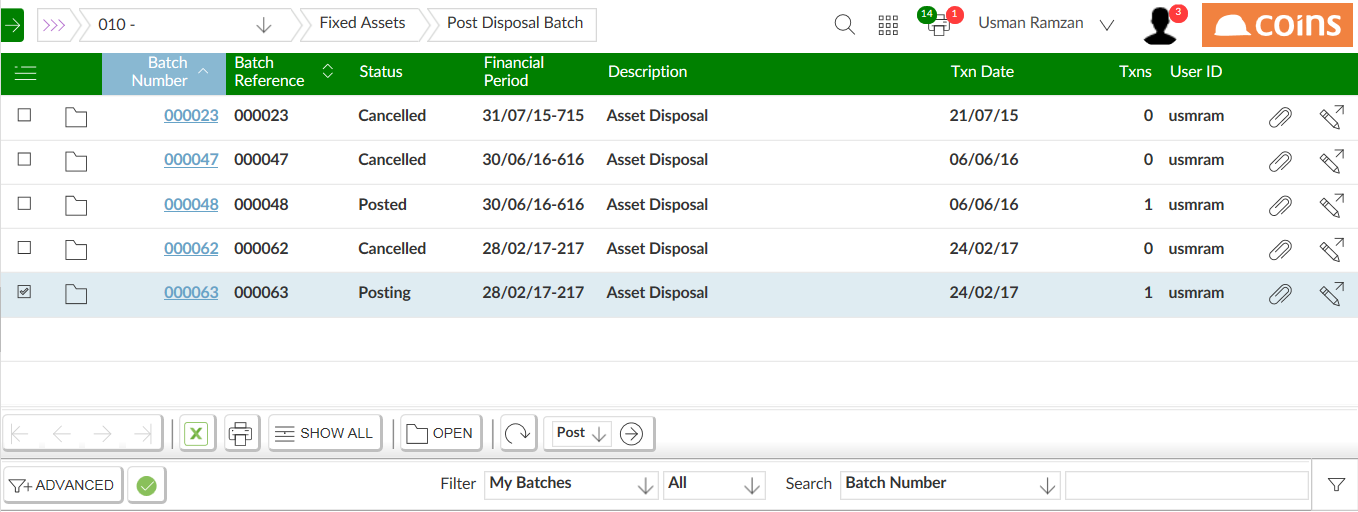 010 -
Fixed Assets
Post Disposal Batch
14
1
Usman Ramzan
3
coins
Batch Number
Batch Reference
Status
Financial Period
Description
Txn Date
Txns
User ID
000023 000023 Cancelled 31/07/15-715 Asset Disposal 21/07/15 0 usmram
000047 000047 Cancelled 30/06/16-616 Asset Disposal 06/06/16 0 usmram
000048 000048 Posted 30/06/16-616 Asset Disposal 06/06/16 1 usmram
000062 000062 Cancelled 28/02/17-217 Asset Disposal 24/02/17 0 usmram
000063 000063 Posting 28/02/17-217 Asset Disposal 24/02/17 1 usmram
X SHOW ALL OPEN Post
ADVANCED Filter My Batches All Search Batch Number